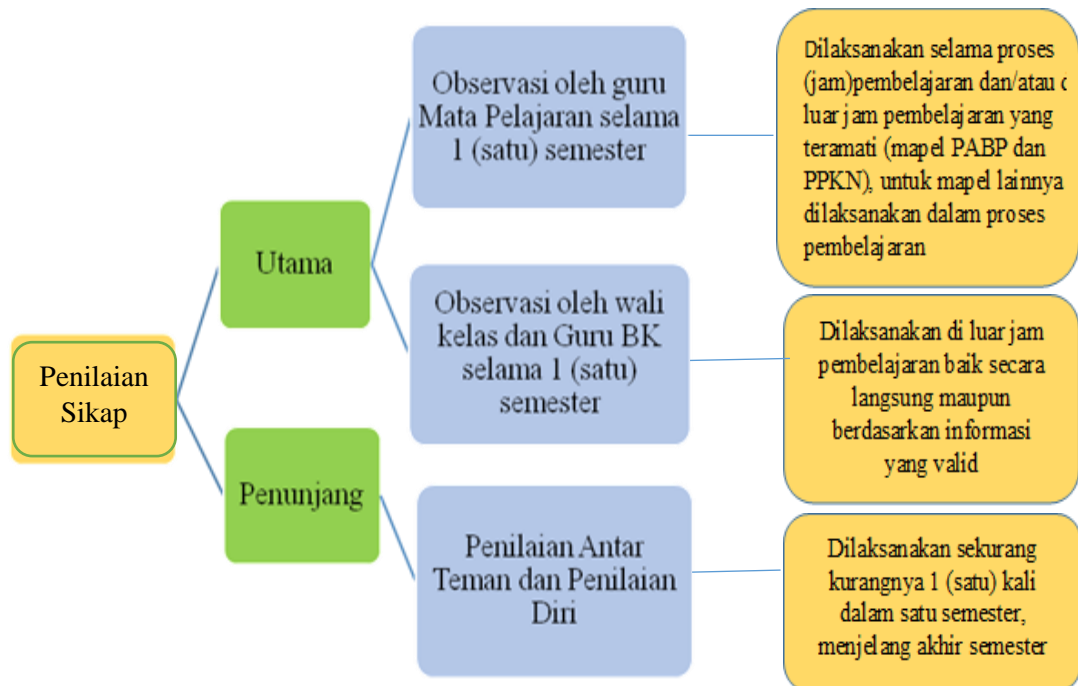 Penilaian
Sikap
Utama
Penunjang
Observasi oleh guru
Mata Pelajaran selama
1 (satu) semester
Observasi oleh wali
kelas dan Guru BK
selama 1 (satu)
semester
Penilaian Antar
Teman dan Penilaian
Diri
Dilaksanakan selama proses
(jam)pembelajaran dan/atau
luar jam pembelajaran yang
teramati (mapel PABP dan
PPKN), untuk mapel lainnya
dilaksanakan dalam proses
pembelajaran
Dilaksanakan di luar jam
pembelajaran baik secara
langsung maupun
berdasarkan informasi
yang valid
Dilaksanakan sekurang
kurangnya 1 (satu) kali
dalam satu semester,
menjelang akhir semester